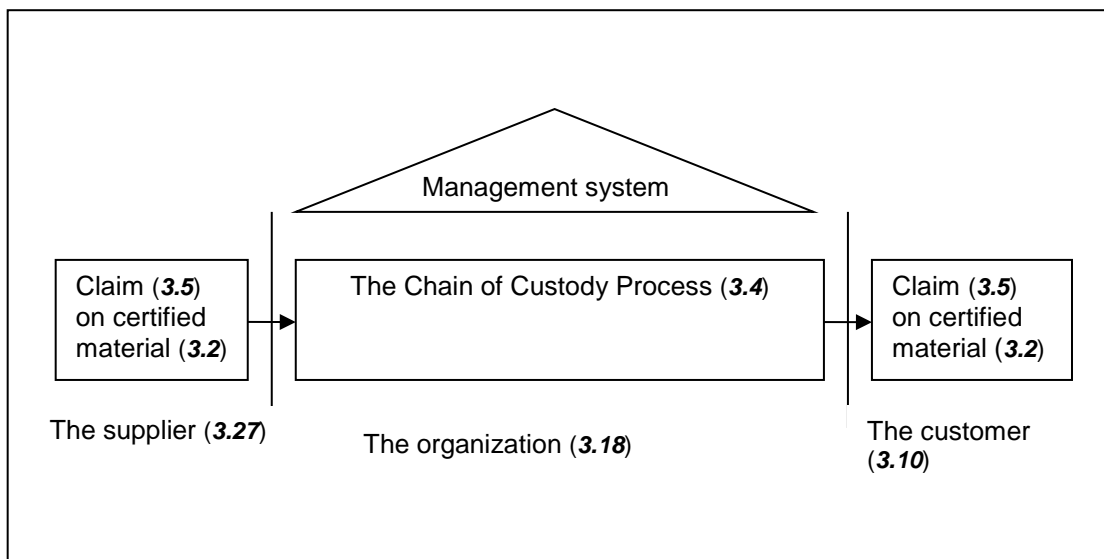 Management system
Claim (3.5)
on certified
material (3.2)
The Chain of Custody Process (3.4)
Claim (3.5)
on certified
material (3.2)
The supplier (3.27)
The organization (3.18)
The customer
(3.10)